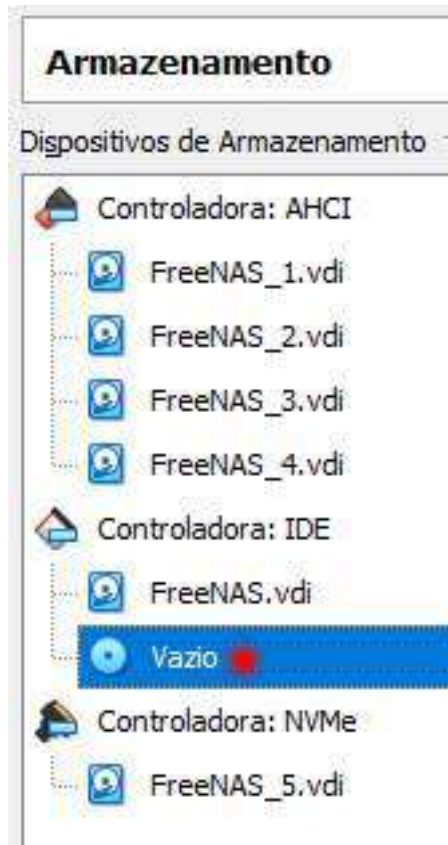 Armazenamento
Dispositivos de Armazenamento
Controladora: AHCI
FreeNAS_1.vdi
FreeNAS_2.vdi
FreeNAS_3.vdi
FreeNAS_4.vdi
Controladora: IDE
FreeNAS.vdi
Vazio
Controladora: NVMe
FreeNAS_5.vdi